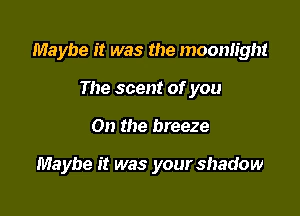 Maybe it was the moonlight
The scent of you
On the breeze
Maybe it was your shadow